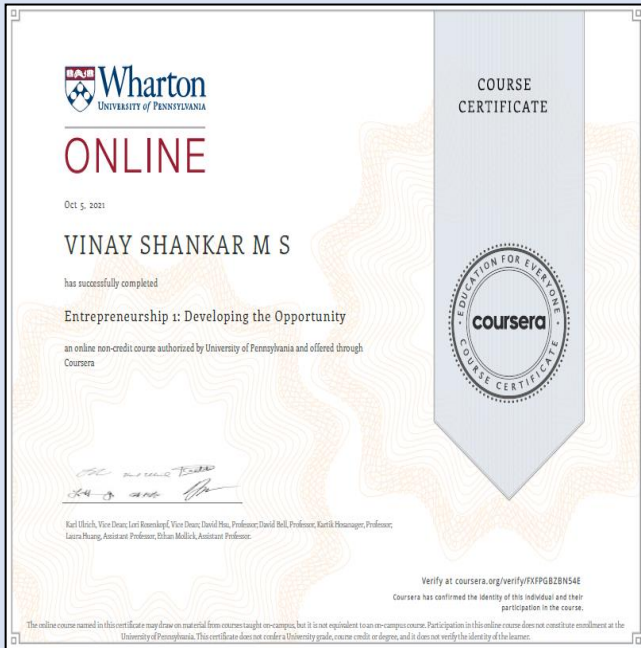 Wharton
UNIVERSITY of PENNSYLVANIA
ONLINE
Oct 5, 2021
VINAY SHANKAR M S
has successfully completed
Entrepreneurship 1: Developing the Opportunity
an online non-credit course authorized by University of Pennsylvania and offered through
Coursera
Karl Ulrich, Vice Dean; Lori Rosenkopf, Vice Dean; David Hsu, Professor; David Bell, Professor, Kartik Hosanager, Professor;
Laura Huang, Assistant Professor, Ethan Mollick, Assistant Professor.
COURSE
CERTIFICATE
EDUCATION FOR EVERYONE
coursera
COURSE CERTIFICATE
Verify at coursera.org/verify/FXFPGBZBN54E
Coursera has confirmed the identity of this individual and their
participation in the course.
The online course named in this certificate may draw on material from courses taught on-campus, but it is not equivalent to an on-campus course. Participation in this online course does not constitute enrollment at the
University of Pennsylvania. This certificate does not confer a University grade, course credit or degree, and it does not verify the identity of the learner.